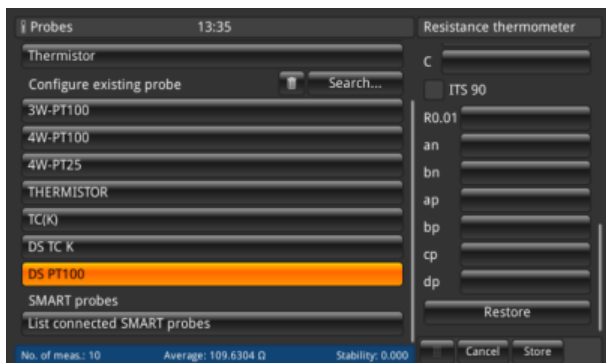 Probes 13:35
Thermistor
Configure existing probe Search...
3W-PT100
4W-PT100
4W-PT25
THERMISTOR
TC(K)
DS TC K
DS PT100
SMART probes
List connected SMART probes
No. of meas.: 10 Average: 109.6304 Ω Stability: 0.000
Resistance thermometer
C
ITS 90
R0.01
an
bn
ap
bp
cp
dp
Restore
Cancel Store